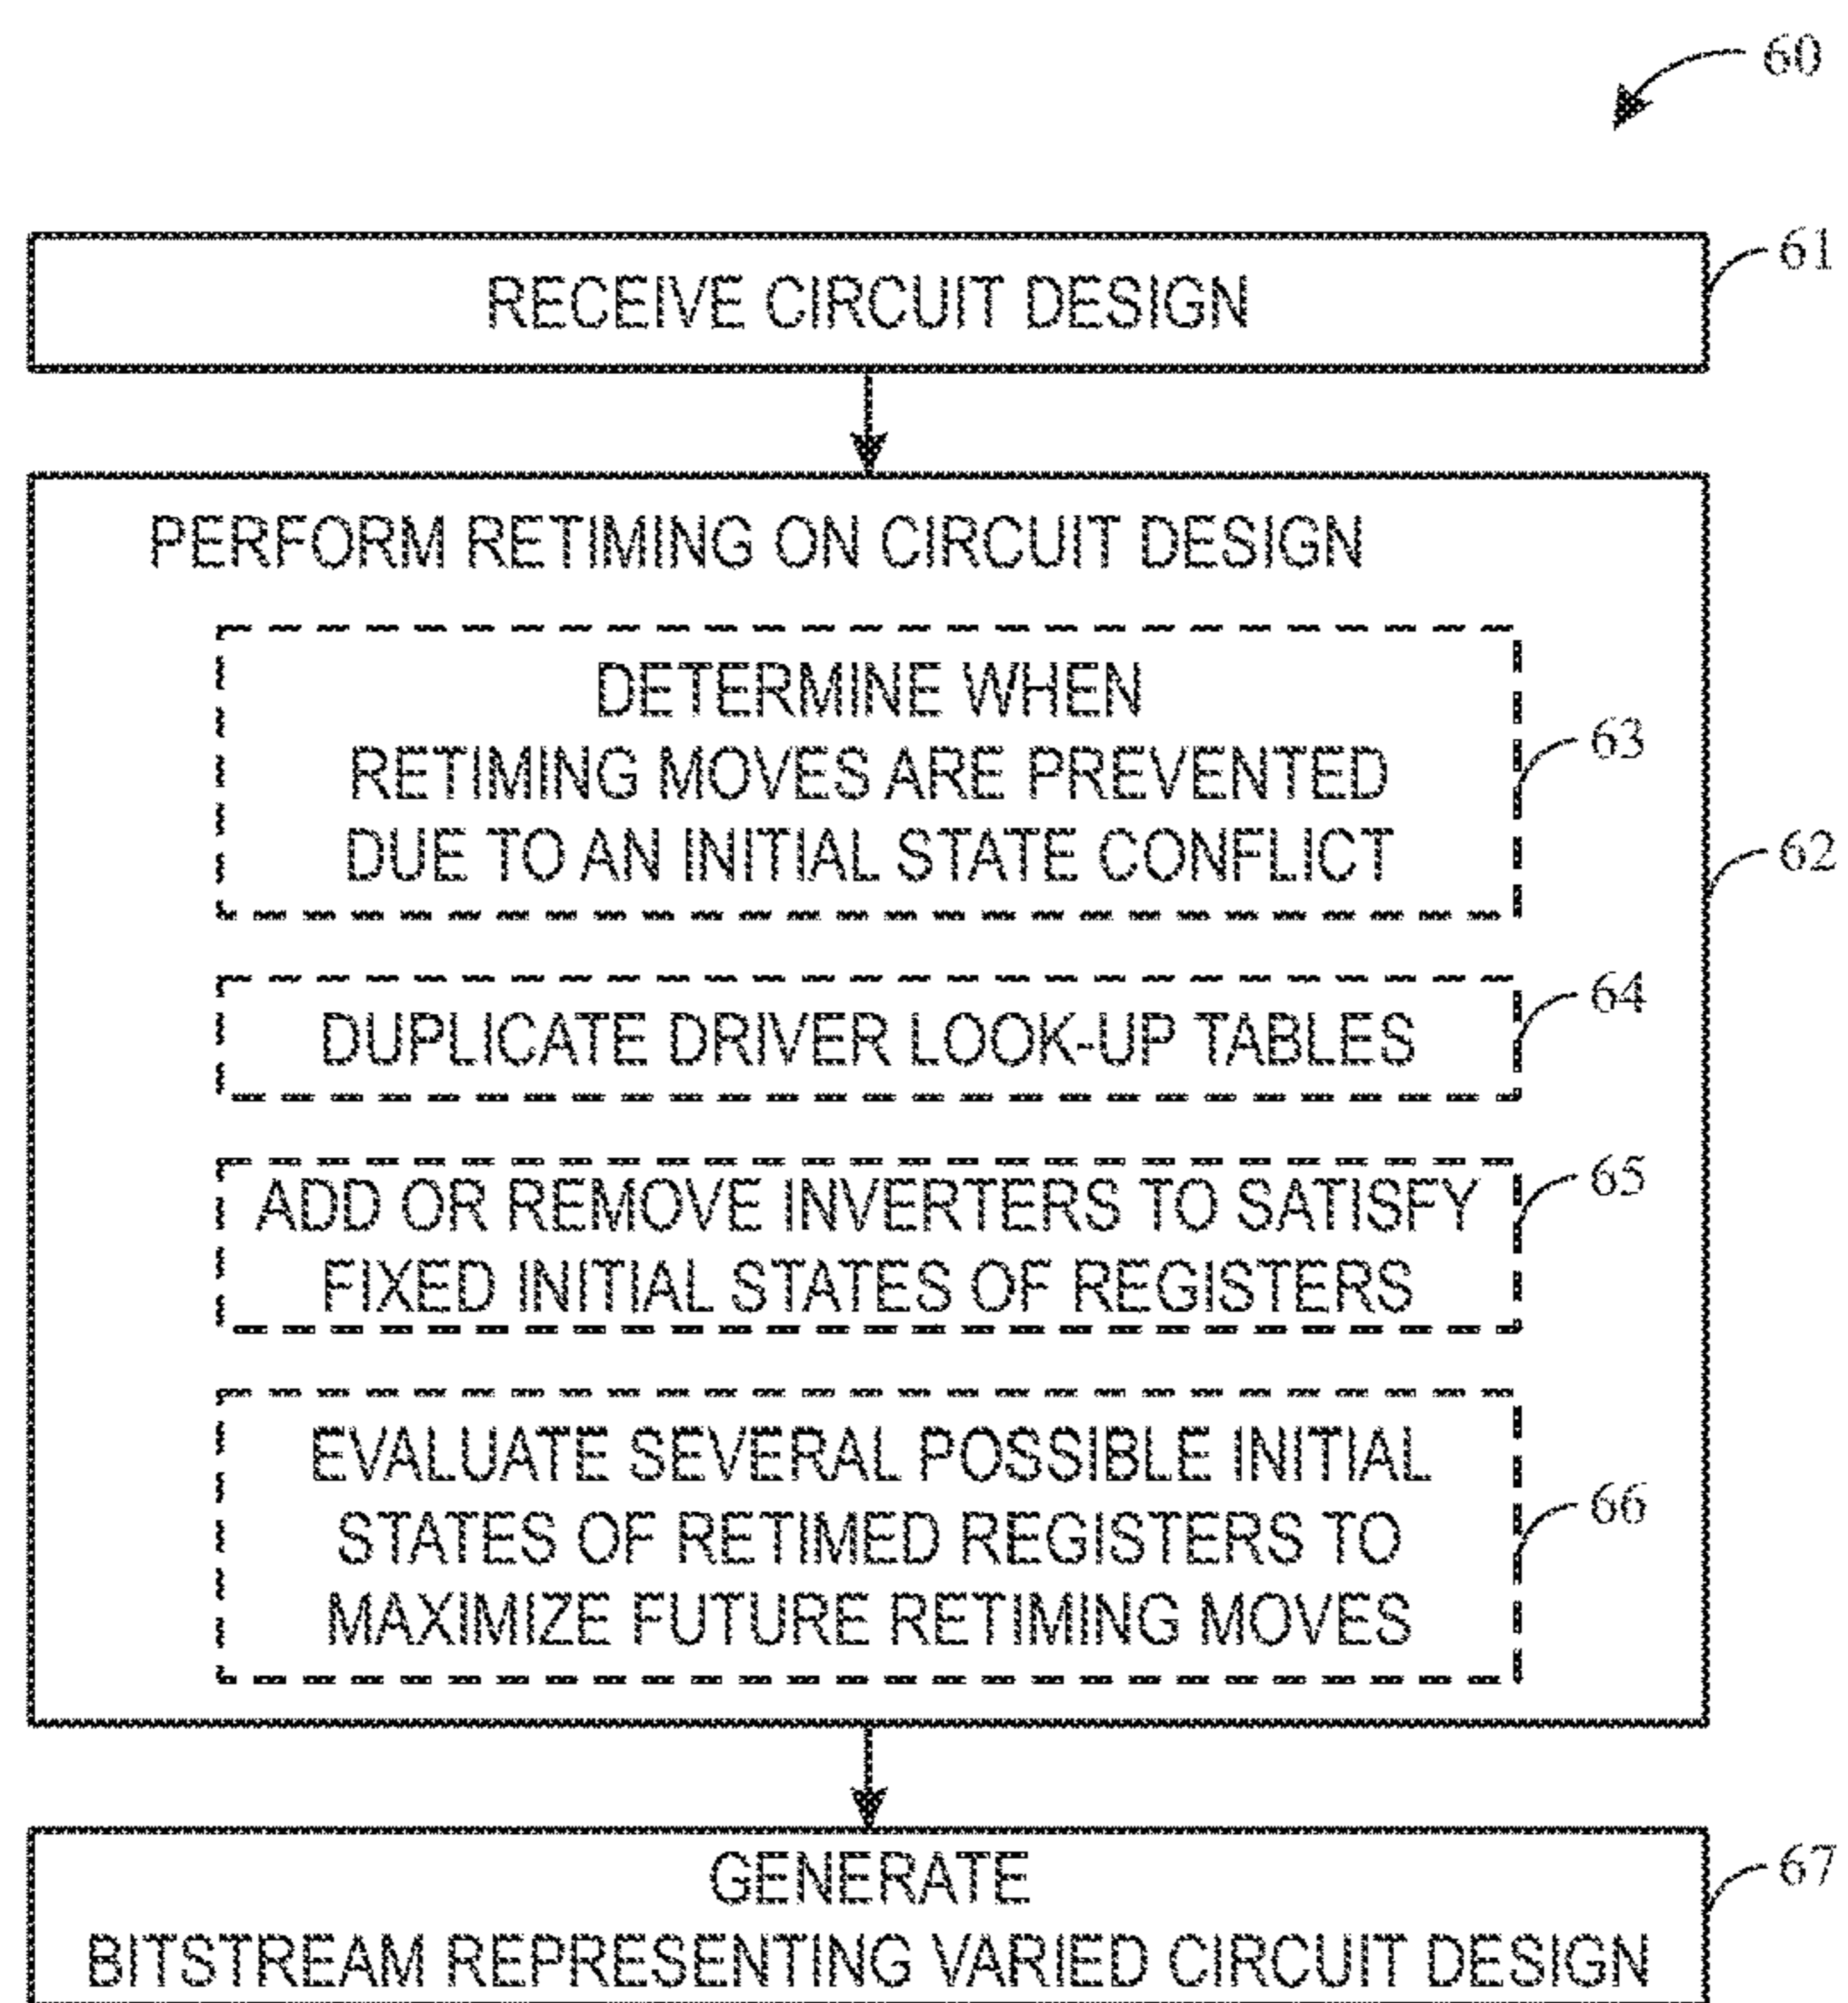 60
RECEIVE CIRCUIT DESIGN
61
PERFORM RETIMING ON CIRCUIT DESIGN
62
DETERMINE WHEN
RETIMING MOVES ARE PREVENTED
DUE TO AN INITIAL STATE CONFLICT
63
DUPLICATE DRIVER LOOK-UP TABLES
64
ADD OR REMOVE INVERTERS TO SATISFY
FIXED INITIAL STATES OF REGISTERS
65
EVALUATE SEVERAL POSSIBLE INITIAL
STATES OF RETIMED REGISTERS TO
MAXIMIZE FUTURE RETIMING MOVES
66
GENERATE
BITSTREAM REPRESENTING VARIED CIRCUIT DESIGN
67